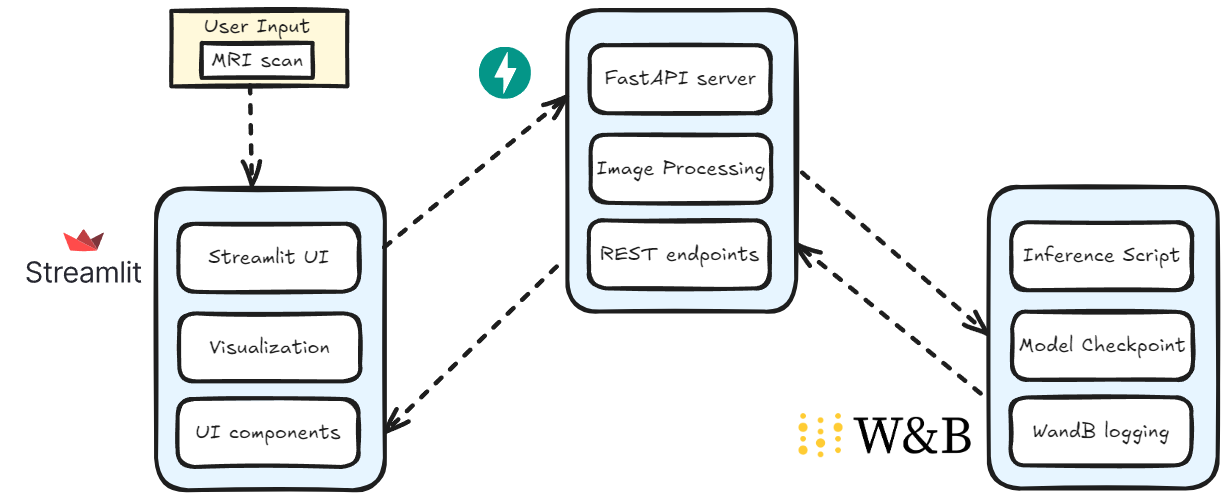 User Input
MRI scan
Streamlit
Streamlit UI
Visualization
UI components
FastAPI server
Image Processing
REST endpoints
Inference Script
Model Checkpoint
WandB logging
W&B